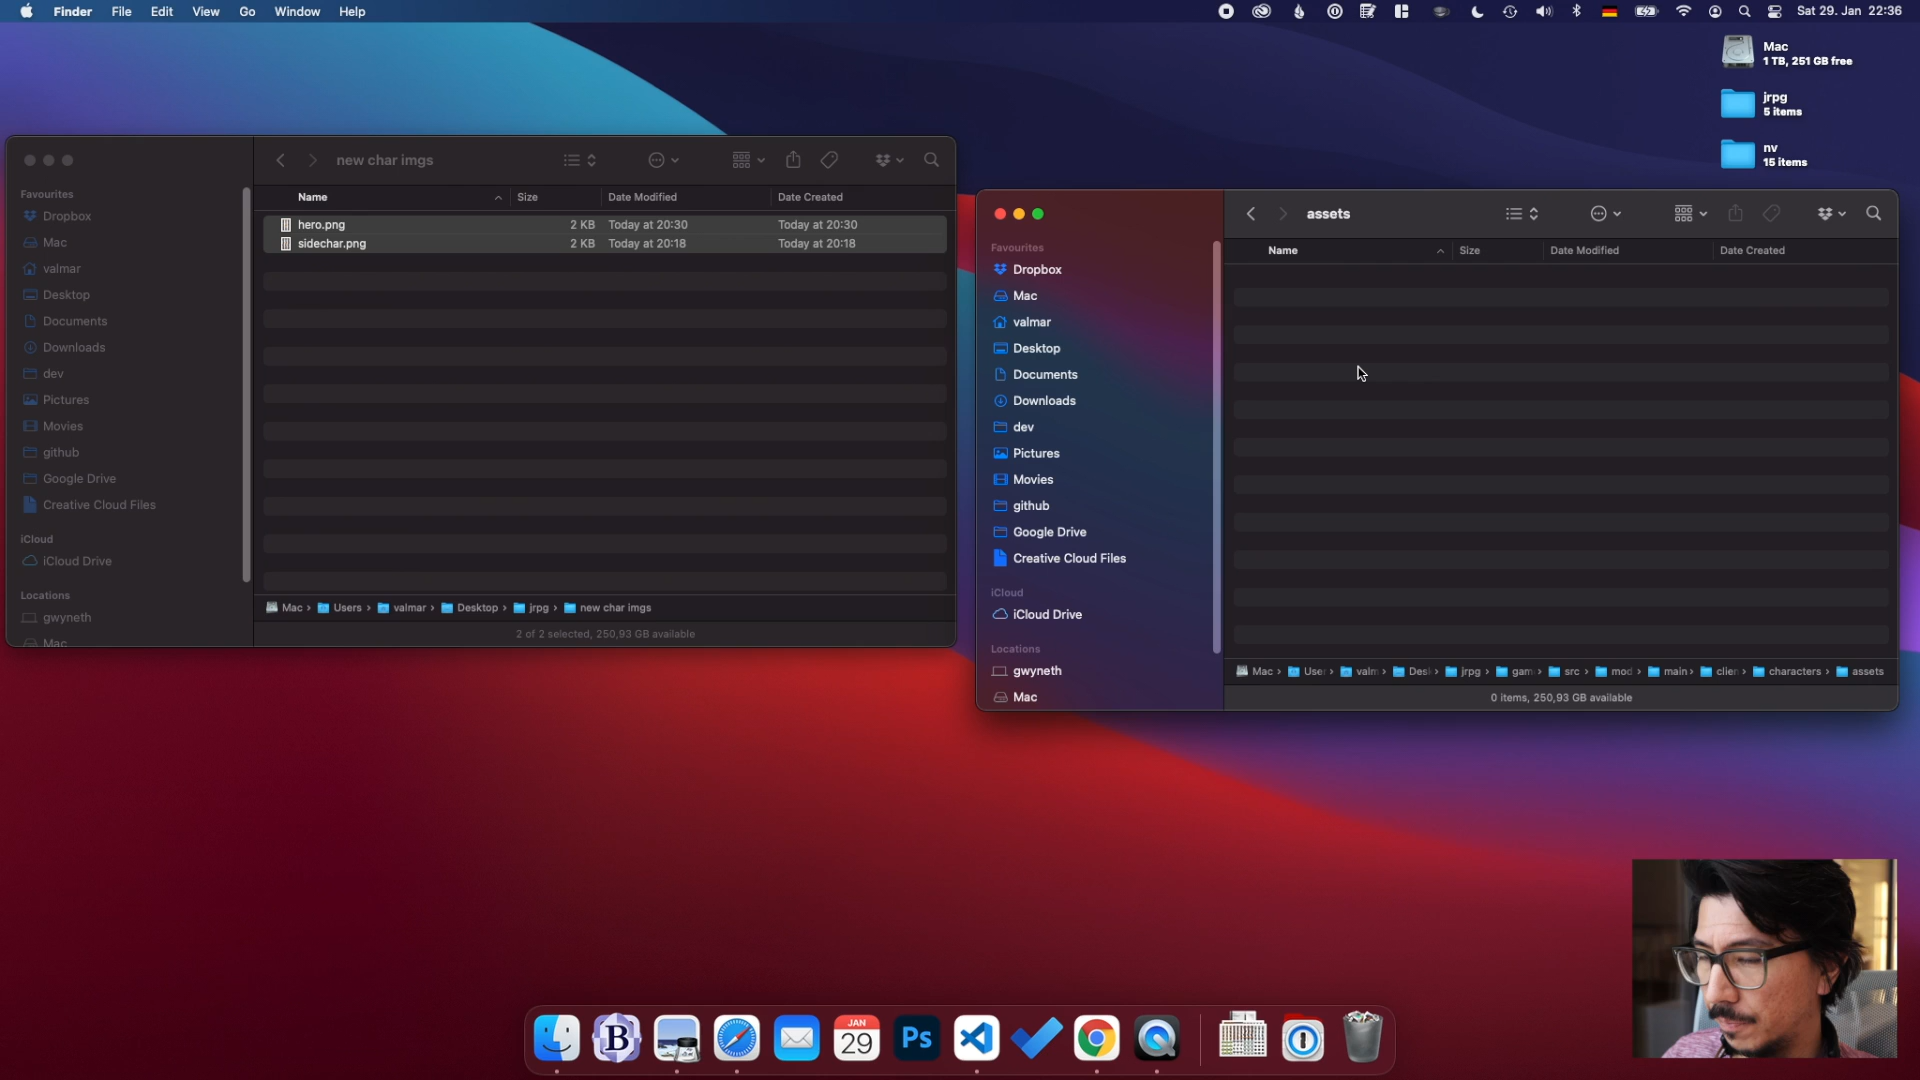 Finder File Edit View Go Window Help
Sat 29. Jan 22:36
Mac
1 TB, 251 GB free
jrpg
5 items
nv
15 items
new char imgs
Favourites
Dropbox
Mac
valmar
Desktop
Documents
Downloads
dev
Pictures
Movies
github
Google Drive
Creative Cloud Files
iCloud
iCloud Drive
Locations
gwyneth
Mac
Name Size Date Modified Date Created
hero.png 2 KB Today at 20:30 Today at 20:30
sidechar.png 2 KB Today at 20:18 Today at 20:18
Mac › Users › valmar › Desktop › jrpg › new char imgs
2 of 2 selected, 250,93 GB available
assets
Favourites
Dropbox
Mac
valmar
Desktop
Documents
Downloads
dev
Pictures
Movies
github
Google Drive
Creative Cloud Files
iCloud
iCloud Drive
Locations
gwyneth
Mac
Name Size Date Modified Date Created
Mac › User › valm › Desk › jrpg › gam › src › mod › main › clien › characters › assets
0 items, 250,93 GB available
B
JAN
29
Ps